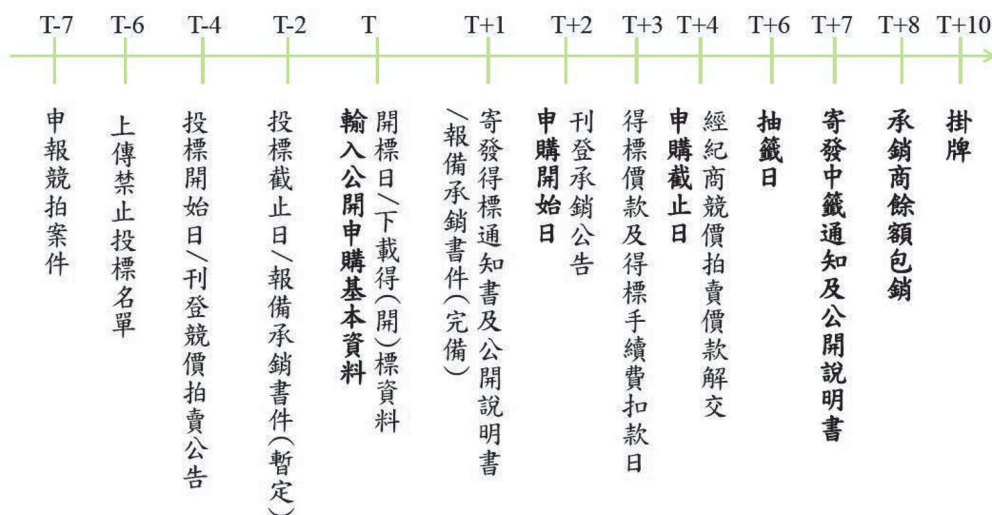 T-7
T-6
T-4
T-2
T
T+1
T+2
T+3
T+4
T+6
T+7
T+8
T+10
申報競拍案件
上傳禁止投標名單
投標開始日/刊登競價拍賣公告
投標截止日/報備承銷書件(暫定)
開標日/下載得(開)標資料
輸入公開申購基本資料
寄發得標通知書及公開說明書
/報備承銷書件(完備)
刊登承銷公告
申購開始日
得標價款及得標手續費扣款日
經紀商競價拍賣價款解交
申購截止日
抽籤日
寄發中籤通知及公開說明書
承銷商餘額包銷
掛牌